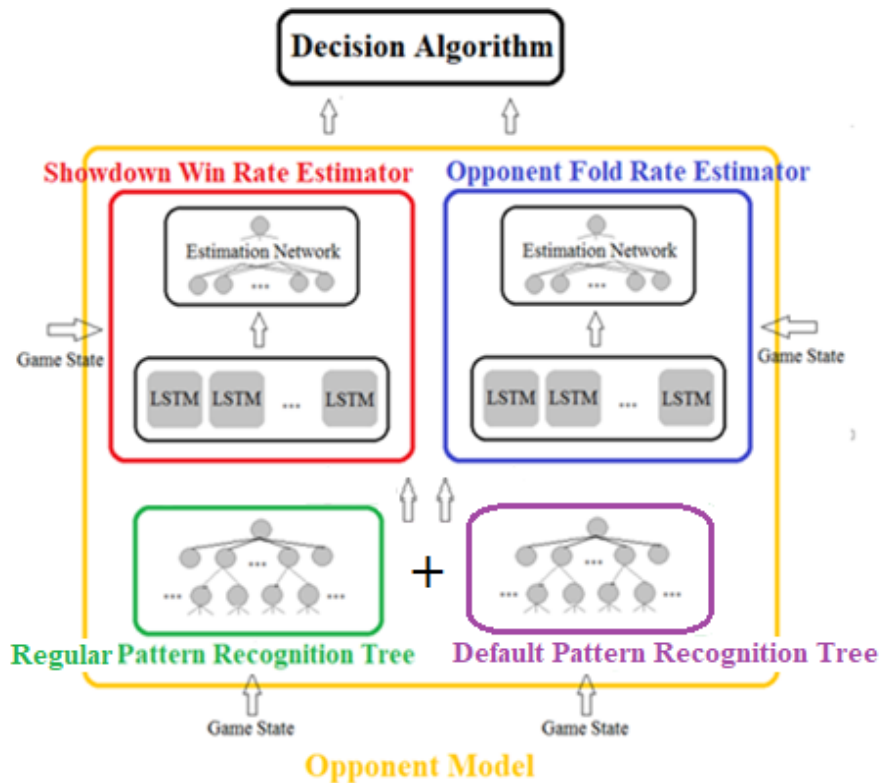 Decision Algorithm
Showdown Win Rate Estimator
Opponent Fold Rate Estimator
Estimation Network
...
Estimation Network
...
Game State
Game State
LSTM LSTM ... LSTM
LSTM LSTM ... LSTM
...
... ...
+
...
... ...
Regular Pattern Recognition Tree
Default Pattern Recognition Tree
Game State
Game State
Opponent Model